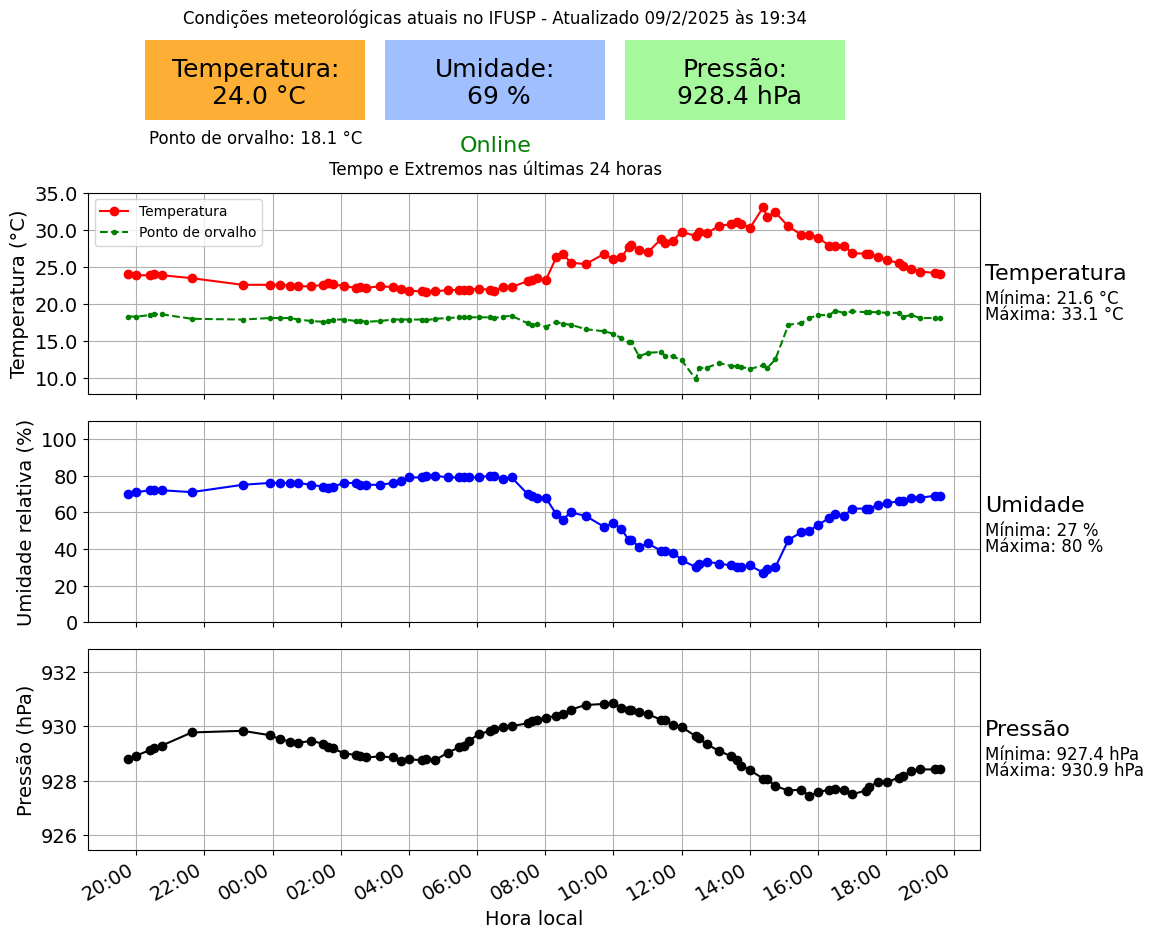 Condições meteorológicas atuais no IFUSP - Atualizado 09/2/2025 às 19:34
Temperatura:
24.0 °C
Umidade:
69 %
Pressão:
928.4 hPa
Ponto de orvalho: 18.1 °C
Online
Tempo e Extremos nas últimas 24 horas
Temperatura (°C)
35.0
30.0
25.0
20.0
15.0
10.0
Temperatura
Ponto de orvalho
Temperatura
Mínima: 21.6 °C
Máxima: 33.1 °C
Umidade relativa (%)
100
80
60
40
20
0
Umidade
Mínima: 27 %
Máxima: 80 %
Pressão (hPa)
932
930
928
926
Pressão
Mínima: 927.4 hPa
Máxima: 930.9 hPa
20:00 22:00 00:00 02:00 04:00 06:00 08:00 10:00 12:00 14:00 16:00 18:00 20:00
Hora local